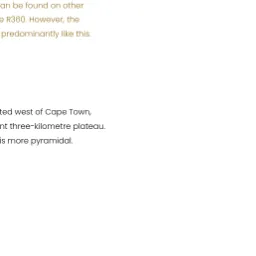 an be found on other
e R360. However, the
predominantly like this.
ted west of Cape Town,
nt three-kilometre plateau.
is more pyramidal.